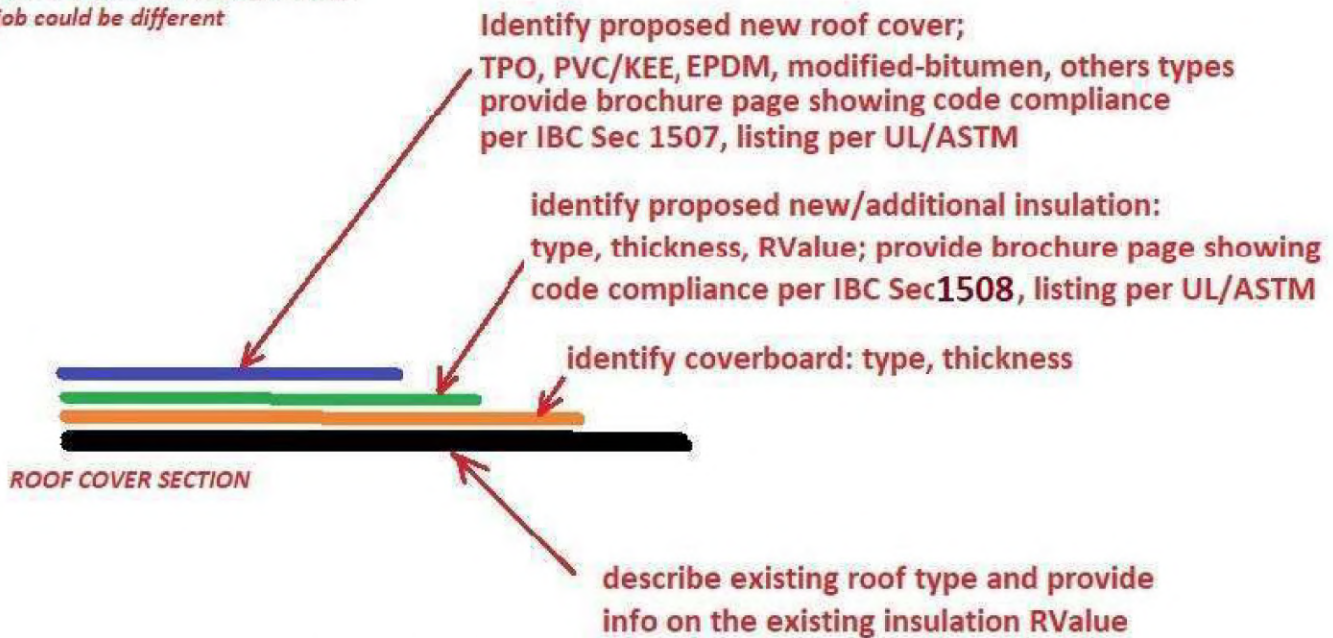 job could be different
Identify proposed new roof cover;
TPO, PVC/KEE, EPDM, modified-bitumen, others types
provide brochure page showing code compliance
per IBC Sec 1507, listing per UL/ASTM
identify proposed new/additional insulation:
type, thickness, RValue; provide brochure page showing
code compliance per IBC Sec1508, listing per UL/ASTM
identify coverboard: type, thickness
ROOF COVER SECTION
describe existing roof type and provide
info on the existing insulation RValue